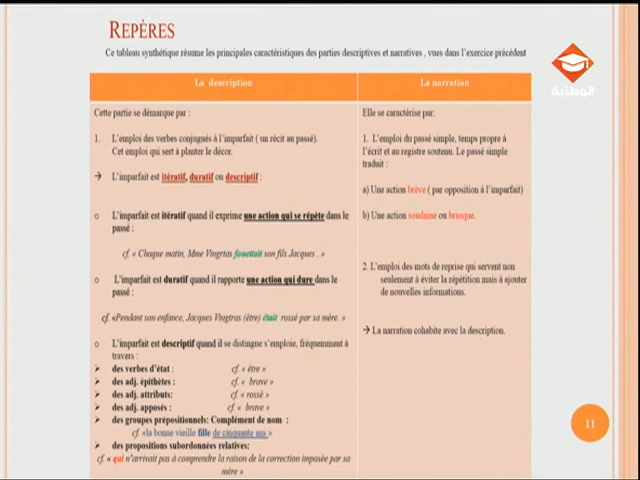 REPÈRES
Ce tableau synthétique résume les principales caractéristiques des parties descriptives et narratives , vues dans l'exercice précédent
الوطنية
La description
Cette partie se démarque par :
1. L'emploi des verbes conjugués à l'imparfait ( un récit au passé).
Cet emploi qui sert à planter le décor.
→ L'imparfait est itératif, duratif ou descriptif :
o L'imparfait est itératif quand il exprime une action qui se répète dans le
passé :
cf. « Chaque matin, Mme Vingtras fouettait son fils Jacques . »
o L'imparfait est duratif quand il rapporte une action qui dure dans le
passé :
cf. «Pendant son enfance, Jacques Vingtras (être) était rossé par sa mère. »
o L'imparfait est descriptif quand il se distingue s'emploie, fréquemment à
travers :
➢ des verbes d'état : cf. « être »
➢ des adj. épithètes : cf. « brave »
➢ des adj. attributs: cf. « rossé »
➢ des adj. apposés : cf. « brave »
➢ des groupes prépositionnels: Complément de nom :
cf. «la bonne vieille fille de cinquante ans »
➢ des propositions subordonnées relatives:
cf. « qui n'arrivait pas à comprendre la raison de la correction imposée par sa
mère »
La narration
Elle se caractérise par:
1. L'emploi du passé simple, temps propre à
l'écrit et au registre soutenu. Le passé simple
traduit :
a) Une action brève ( par opposition à l'imparfait)
b) Une action soudaine ou brusque.
2. L'emploi des mots de reprise qui servent non
seulement à éviter la répétition mais à ajouter
de nouvelles informations.
→ La narration cohabite avec la description.
11